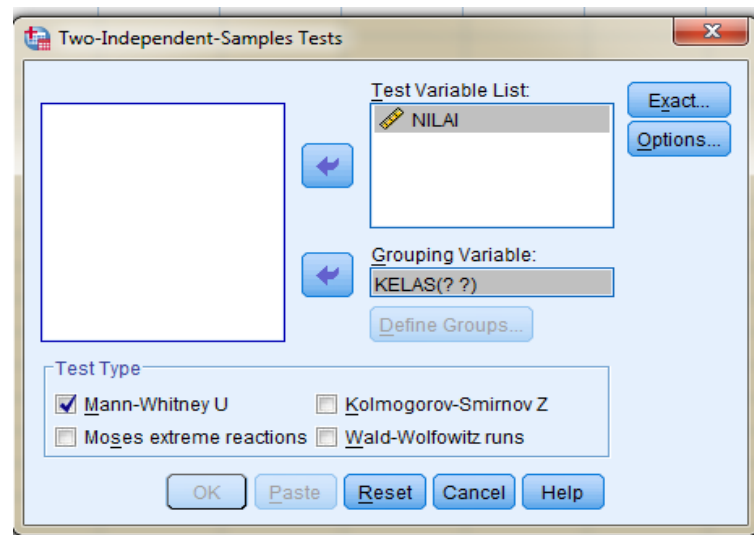 Two-Independent-Samples Tests
Test Variable List:
NILAI
Exact...
Options...
Grouping Variable:
KELAS(? ?)
Define Groups...
Test Type
Mann-Whitney U
Kolmogorov-Smirnov Z
Moses extreme reactions
Wald-Wolfowitz runs
OK
Paste
Reset
Cancel
Help